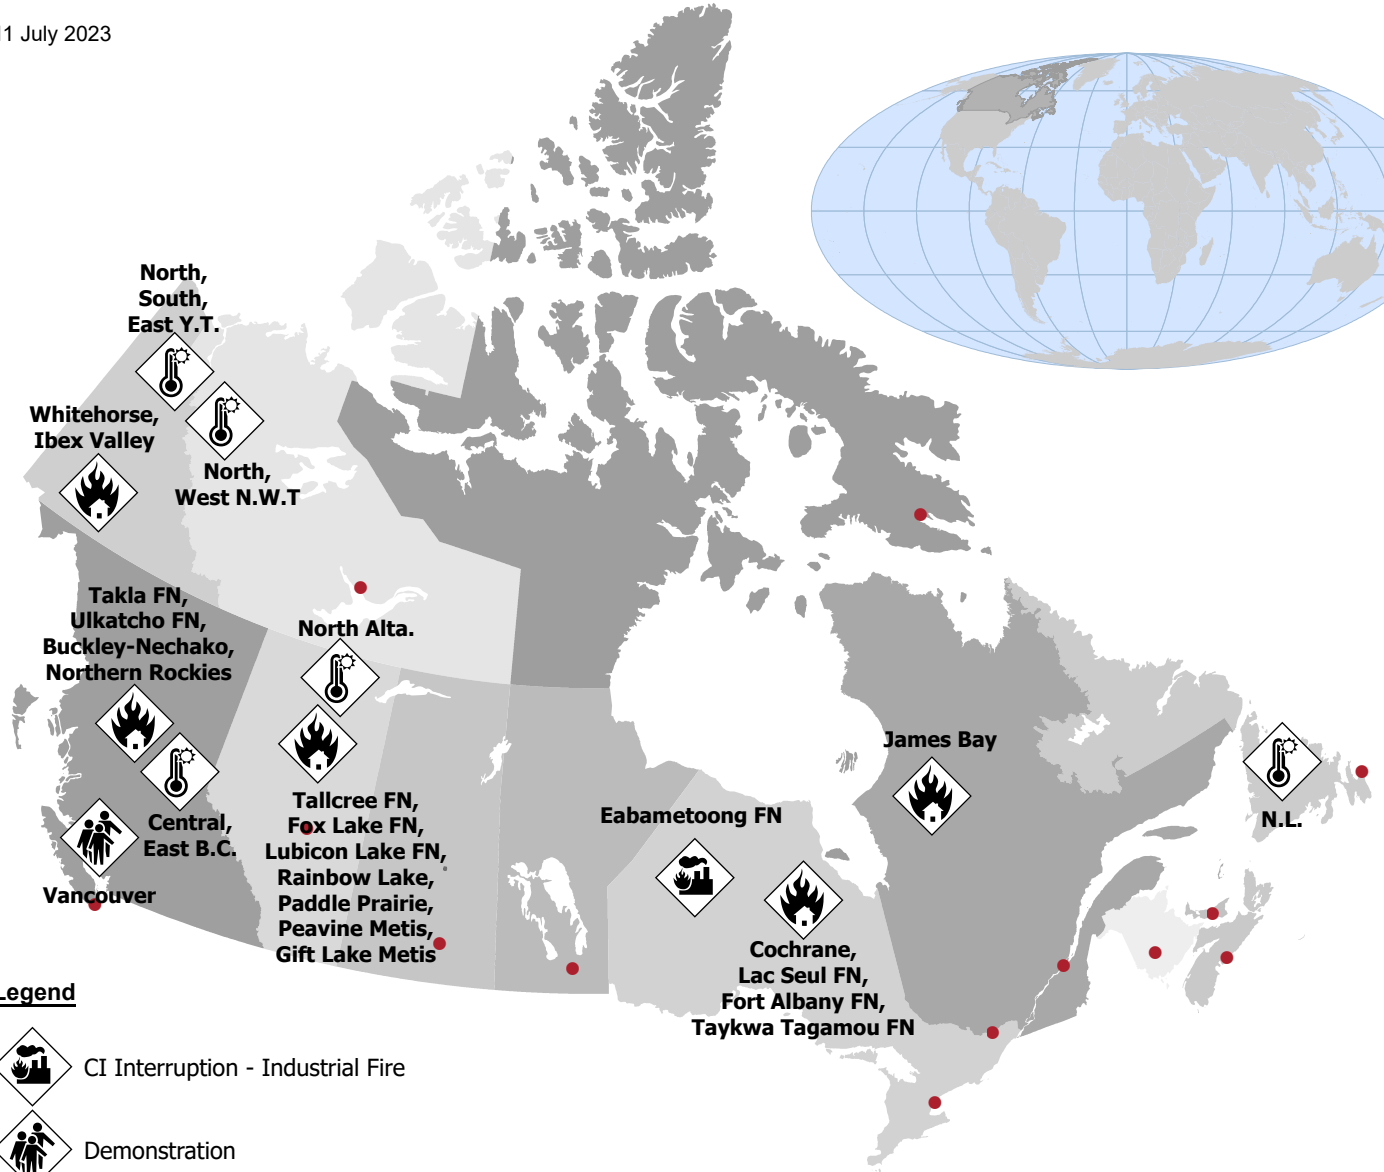 11 July 2023
North,
South,
East Y.T.
Whitehorse,
Ibex Valley
North,
West N.W.T
Takla FN,
Ulkatcho FN,
Buckley-Nechako,
Northern Rockies
North Alta.
Central,
East B.C.
Vancouver
Tallcree FN,
Fox Lake FN,
Lubicon Lake FN,
Rainbow Lake,
Paddle Prairie,
Peavine Metis,
Gift Lake Metis
Eabametoong FN
James Bay
Cochrane,
Lac Seul FN,
Fort Albany FN,
Taykwa Tagamou FN
N.L.
Legend
CI Interruption - Industrial Fire
Demonstration